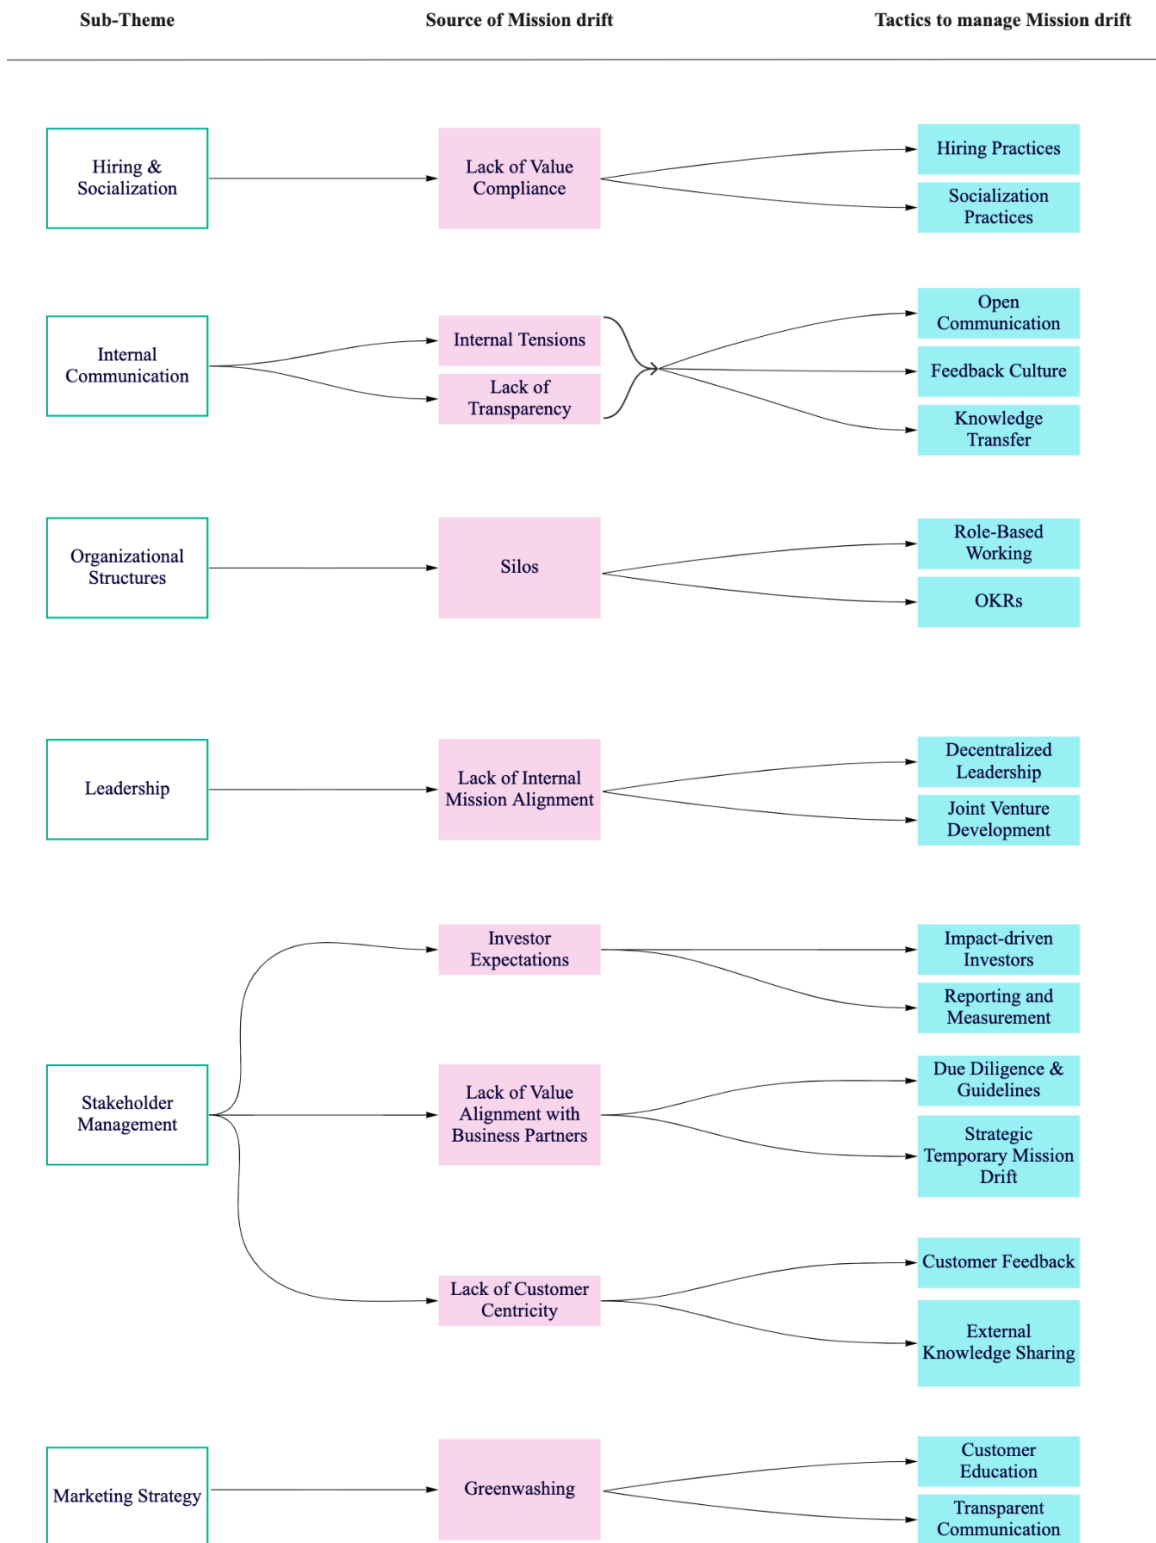 Sub-Theme
Source of Mission drift
Tactics to manage Mission drift
Hiring &
Socialization
Lack of Value
Compliance
Hiring Practices
Socialization
Practices
Internal
Communication
Internal Tensions
Lack of
Transparency
Open
Communication
Feedback Culture
Knowledge
Transfer
Organizational
Structures
Silos
Role-Based
Working
OKRs
Leadership
Lack of Internal
Mission Alignment
Decentralized
Leadership
Joint Venture
Development
Stakeholder
Management
Investor
Expectations
Impact-driven
Investors
Reporting and
Measurement
Lack of Value
Alignment with
Business Partners
Due Diligence &
Guidelines
Strategic
Temporary Mission
Drift
Lack of Customer
Centricity
Customer Feedback
External
Knowledge Sharing
Marketing Strategy
Greenwashing
Customer
Education
Transparent
Communication